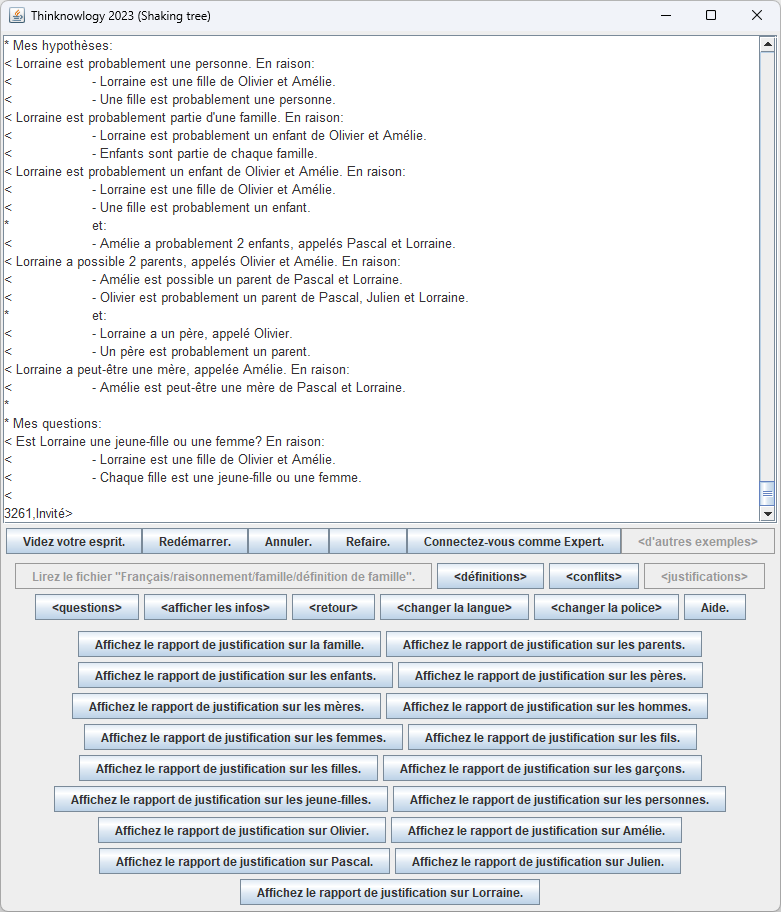 Thinknowlogy 2023 (Shaking tree)
* Mes hypothèses:
< Lorraine est probablement une personne. En raison:
< - Lorraine est une fille de Olivier et Amélie.
< - Une fille est probablement une personne.
< Lorraine est probablement partie d'une famille. En raison:
< - Lorraine est probablement un enfant de Olivier et Amélie.
< - Enfants sont partie de chaque famille.
< Lorraine est probablement un enfant de Olivier et Amélie. En raison:
< - Lorraine est une fille de Olivier et Amélie.
< - Une fille est probablement un enfant.
* et:
< - Amélie a probablement 2 enfants, appelés Pascal et Lorraine.
< Lorraine a possible 2 parents, appelés Olivier et Amélie. En raison:
< - Amélie est possible un parent de Pascal et Lorraine.
< - Olivier est probablement un parent de Pascal, Julien et Lorraine.
* et:
< - Lorraine a un père, appelé Olivier.
< - Un père est probablement un parent.
< Lorraine a peut-être une mère, appelée Amélie. En raison:
< - Amélie est peut-être une mère de Pascal et Lorraine.
*
* Mes questions:
< Est Lorraine une jeune-fille ou une femme? En raison:
< - Lorraine est une fille de Olivier et Amélie.
< - Chaque fille est une jeune-fille ou une femme.
<
3261,Invité>
Videz votre esprit. Redémarrer. Annuler. Refaire. Connectez-vous comme Expert. <d'autres exemples>
Lirez le fichier "Français/raisonnement/famille/définition de famille". <définitions> <conflits> <justifications>
<questions> <afficher les infos> <retour> <changer la langue> <changer la police> Aide.
Affichez le rapport de justification sur la famille. Affichez le rapport de justification sur les parents.
Affichez le rapport de justification sur les enfants. Affichez le rapport de justification sur les pères.
Affichez le rapport de justification sur les mères. Affichez le rapport de justification sur les hommes.
Affichez le rapport de justification sur les femmes. Affichez le rapport de justification sur les fils.
Affichez le rapport de justification sur les filles. Affichez le rapport de justification sur les garçons.
Affichez le rapport de justification sur les jeune-filles. Affichez le rapport de justification sur les personnes.
Affichez le rapport de justification sur Olivier. Affichez le rapport de justification sur Amélie.
Affichez le rapport de justification sur Pascal. Affichez le rapport de justification sur Julien.
Affichez le rapport de justification sur Lorraine.